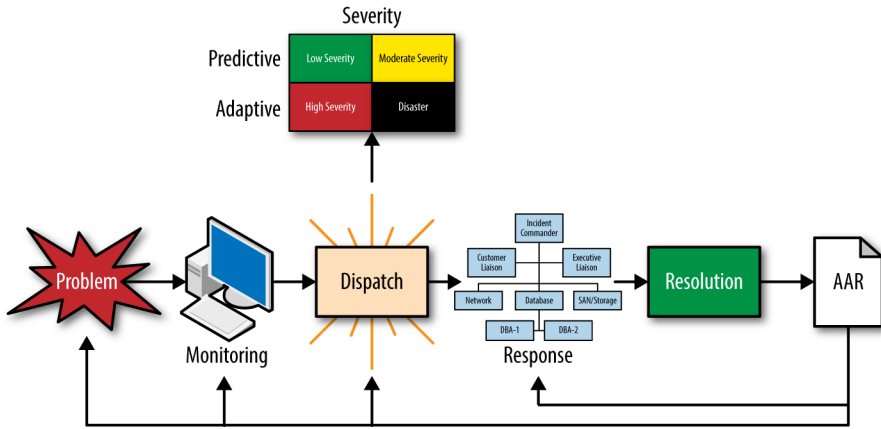 Severity
Predictive
Low Severity
Moderate Severity
Adaptive
High Severity
Disaster
Problem
Monitoring
Dispatch
Incident
Commander
Customer
Liaison
Executive
Liaison
Network
Database
SAN/Storage
DBA-1
DBA-2
Response
Resolution
AAR